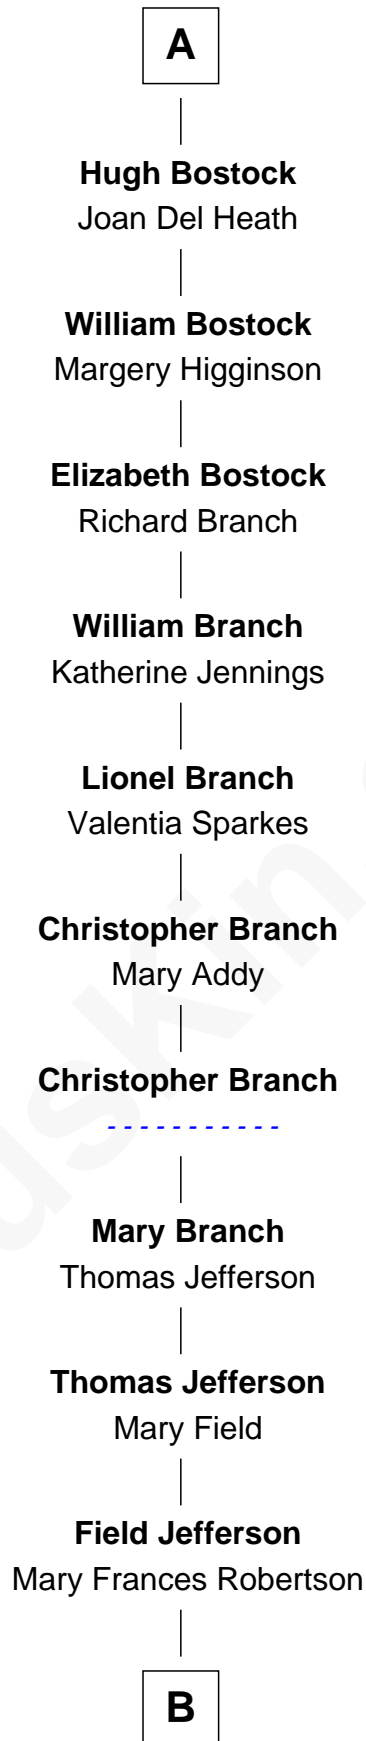 A
Hugh Bostock
Joan Del Heath
William Bostock
Margery Higginson
Elizabeth Bostock
Richard Branch
William Branch
Katherine Jennings
Lionel Branch
Valentia Sparkes
Christopher Branch
Mary Addy
Christopher Branch
- - - - - - - - - - -
Mary Branch
Thomas Jefferson
Thomas Jefferson
Mary Field
Field Jefferson
Mary Frances Robertson
B